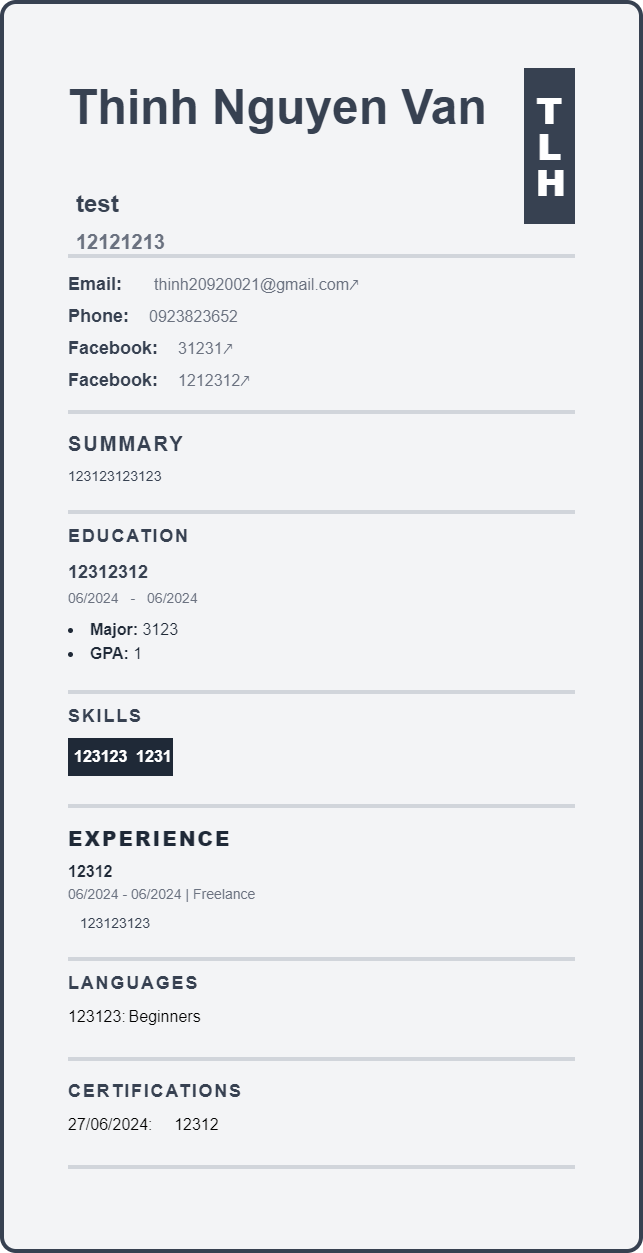 Thinh Nguyen Van
T
L
H
test
12121213
Email: thinh20920021@gmail.com↗
Phone: 0923823652
Facebook: 31231↗
Facebook: 1212312↗
SUMMARY
123123123123
EDUCATION
12312312
06/2024 - 06/2024
• Major: 3123
• GPA: 1
SKILLS
123123 1231
EXPERIENCE
12312
06/2024 - 06/2024 | Freelance
123123123
LANGUAGES
123123: Beginners
CERTIFICATIONS
27/06/2024: 12312